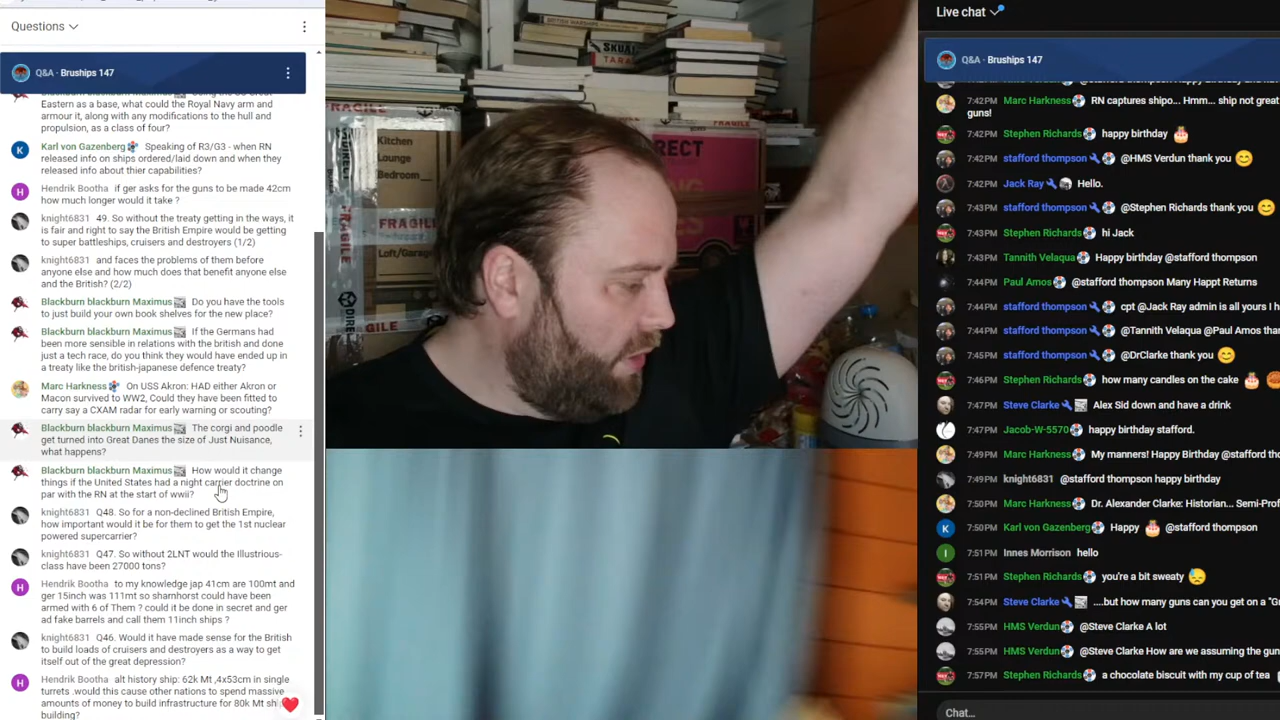 Questions
Q&A · Bruships 147
Eastern as a base, what could the Royal Navy arm and
armour it, along with any modifications to the hull and
propulsion, as a class of four?
Karl von Gazenberg Speaking of R3/G3 - when RN
released info on ships ordered/laid down and when they
released info about thier capabilities?
Hendrik Bootha if ger asks for the guns to be made 42cm
how much longer would it take ?
knight6831 49. So without the treaty getting in the ways, it
is fair and right to say the British Empire would be getting
to super battleships, cruisers and destroyers (1/2)
knight6831 and faces the problems of them before
anyone else and how much does that benefit anyone else
and the British? (2/2)
Blackburn blackburn Maximus Do you have the tools
to just build your own book shelves for the new place?
Blackburn blackburn Maximus If the Germans had
been more sensible in relations with the british and done
just a tech race, do you think they would have ended up in
a treaty like the british-japanese defence treaty?
Marc Harkness On USS Akron: HAD either Akron or
Macon survived to WW2, Could they have been fitted to
carry say a CXAM radar for early warning or scouting?
Blackburn blackburn Maximus The corgi and poodle
get turned into Great Danes the size of Just Nuisance,
what happens?
Blackburn blackburn Maximus How would it change
things if the United States had a night carrier doctrine on
par with the RN at the start of wwii?
knight6831 Q48. So for a non-declined British Empire,
how important would it be for them to get the 1st nuclear
powered supercarrier?
knight6831 Q47. So without 2LNT would the Illustrious-
class have been 27000 tons?
Hendrik Bootha to my knowledge jap 41cm are 100mt and
ger 15inch was 111mt so sharnhorst could have been
armed with 6 of Them ? could it be done in secret and ger
ad fake barrels and call them 11inch ships ?
knight6831 Q46. Would it have made sense for the British
to build loads of cruisers and destroyers as a way to get
itself out of the great depression?
Hendrik Bootha alt history ship: 62k Mt ,4x53cm in single
turrets .would this cause other nations to spend massive
amounts of money to build infrastructure for 80k Mt sh
building?
BRITISH WARSHIPS
SKUA
TARA
FRAGILE
FRAGILE
Kitchen
Lounge
Bedroom
FRAGILE
Loft/Garage
FRAGILE
DIRECT
RECT
Live chat
Q&A · Bruships 147
@stafford thompson Happy Birthday and
7:42PM Marc Harkness RN captures shipo... Hmm... ship not great
guns!
7:42PM Stephen Richards happy birthday
7:42PM stafford thompson @HMS Verdun thank you
7:42PM Jack Ray Hello.
7:43PM stafford thompson @Stephen Richards thank you
7:43PM Stephen Richards hi Jack
7:43PM Tannith Velaqua Happy birthday @stafford thompson
7:44PM Paul Amos @stafford thompson Many Happt Returns
7:44PM stafford thompson cpt @Jack Ray admin is all yours I h
7:44PM stafford thompson @Tannith Velaqua @Paul Amos than
7:45PM stafford thompson @DrClarke thank you
7:46PM Stephen Richards how many candles on the cake
7:47PM Steve Clarke Alex Sid down and have a drink
7:47PM Jacob-W-5570 happy birthday stafford.
7:49PM Marc Harkness My manners! Happy Birthday @stafford tho
7:49PM knight6831 @stafford thompson happy birthday
7:50PM Marc Harkness Dr. Alexander Clarke: Historian... Semi-Prof
7:50PM Karl von Gazenberg Happy @stafford thompson
7:51PM Innes Morrison hello
7:51PM Stephen Richards you're a bit sweaty
7:54PM Steve Clarke ....but how many guns can you get on a "G
7:55PM HMS Verdun @Steve Clarke A lot
7:55PM HMS Verdun @Steve Clarke How are we assuming the gun
7:57PM Stephen Richards a chocolate biscuit with my cup of tea
Chat...